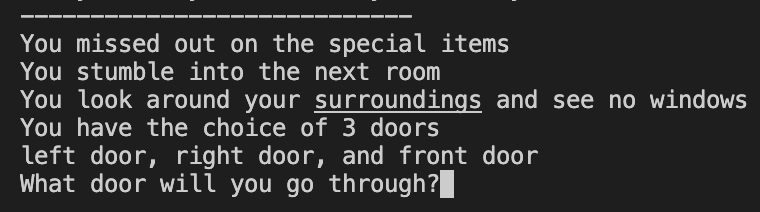 ----------------------------
You missed out on the special items
You stumble into the next room
You look around your surroundings and see no windows
You have the choice of 3 doors
left door, right door, and front door
What door will you go through?